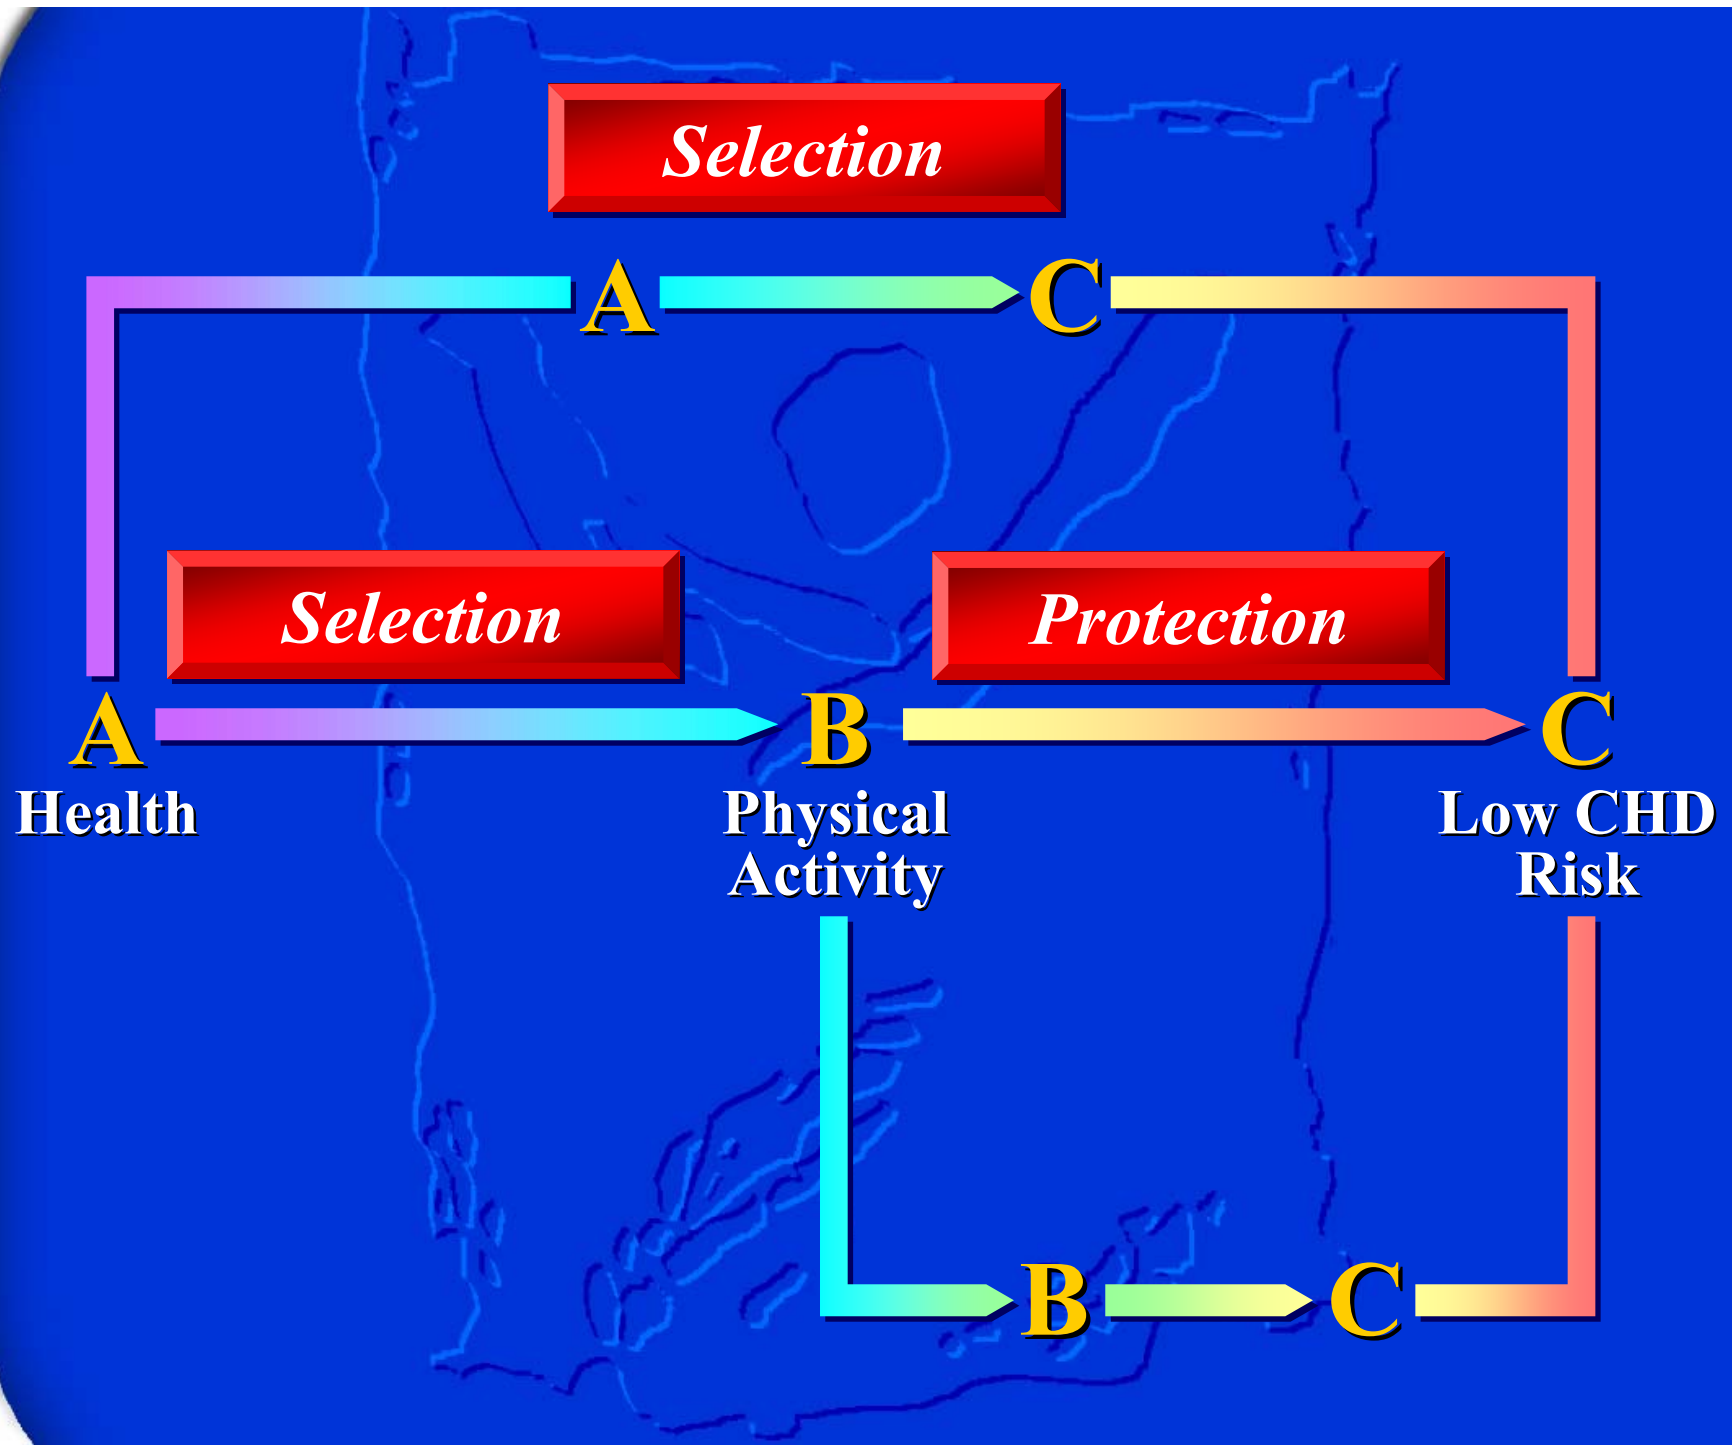 Selection
A
C
Selection
Protection
A
B
C
Health
Physical
Activity
Low CHD
Risk
B
C